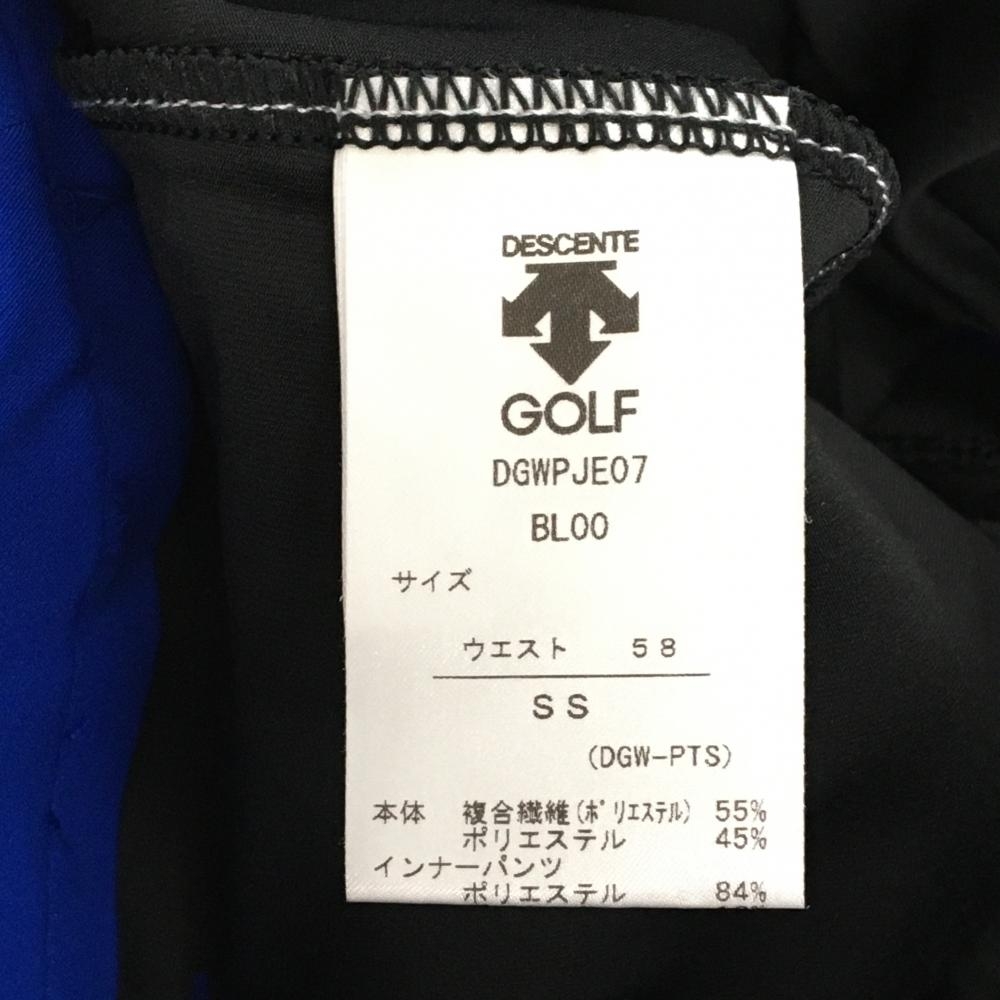 DESCENTE
GOLF
DGWPJE07
BL00
サイズ
ウエスト 58
SS
(DGW-PTS)
本体 複合繊維(ポリエステル) 55%
ポリエステル 45%
インナーパンツ
ポリエステル 84%